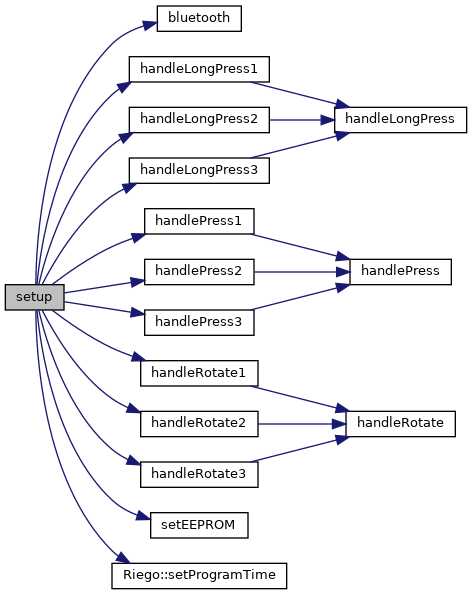 bluetooth
handleLongPress1
handleLongPress2
handleLongPress
handleLongPress3
handlePress1
handlePress2
handlePress
handlePress3
setup
handleRotate1
handleRotate2
handleRotate
handleRotate3
setEEPROM
Riego::setProgramTime